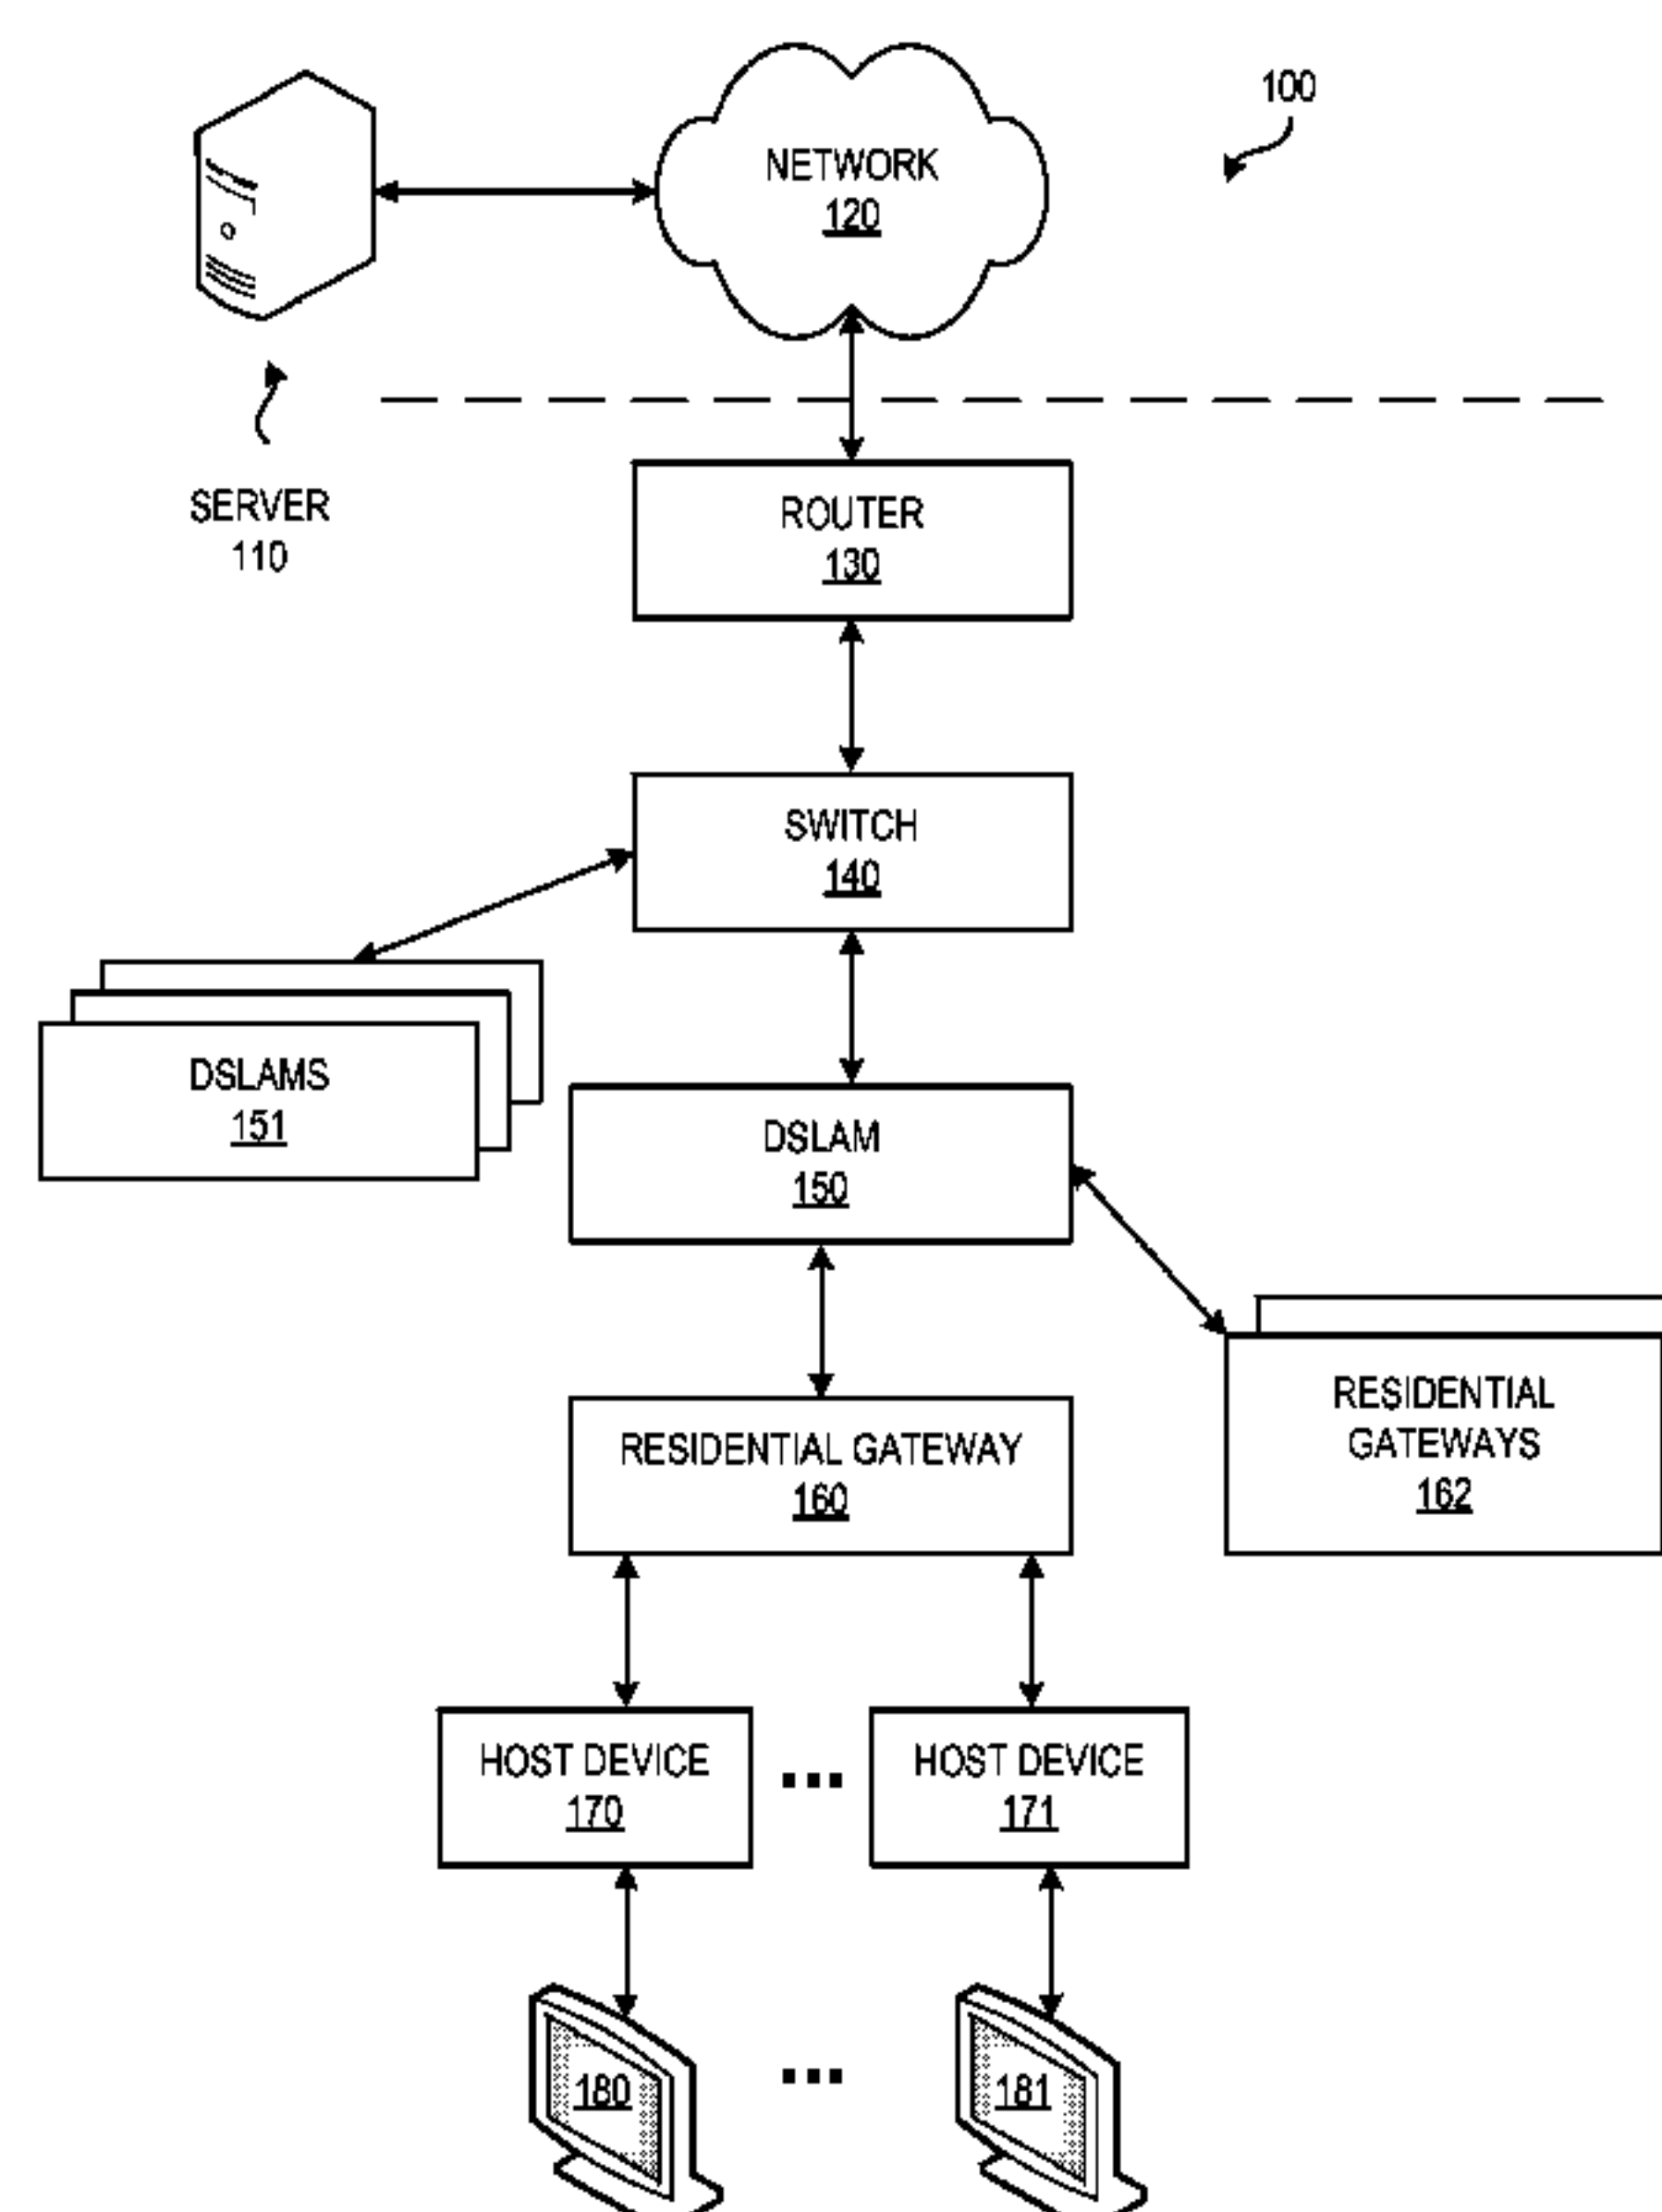 100
NETWORK
120
SERVER
110
ROUTER
130
SWITCH
140
DSLAMS
151
DSLAM
150
RESIDENTIAL
GATEWAYS
162
RESIDENTIAL GATEWAY
160
HOST DEVICE
170
...
HOST DEVICE
171
180
...
181